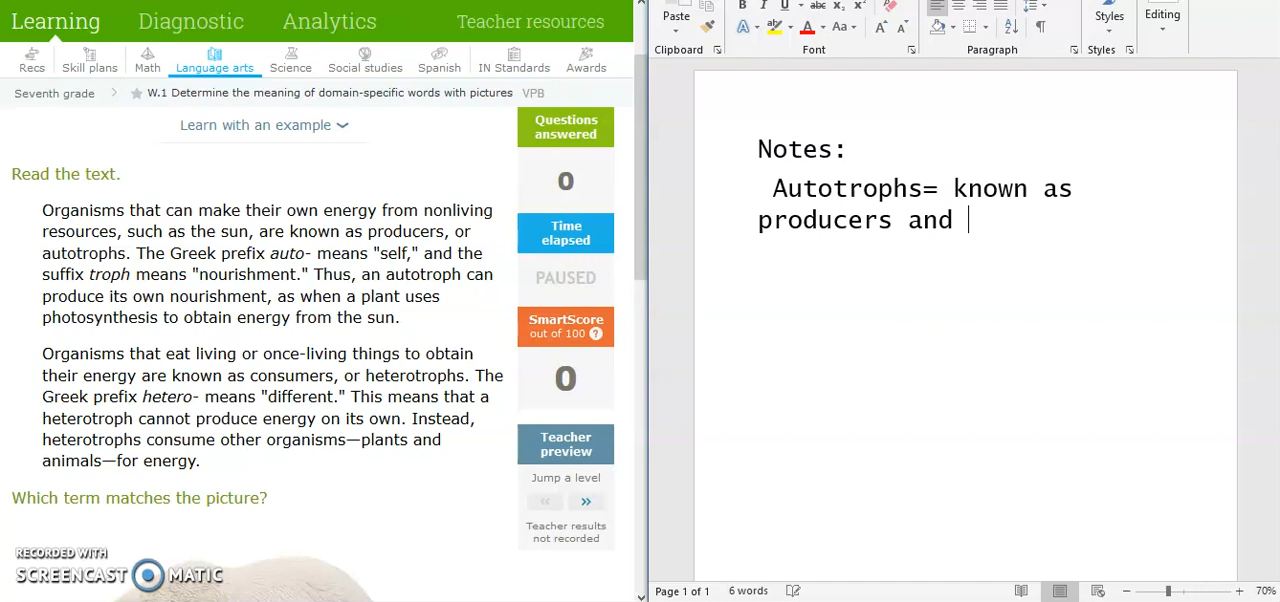 Learning Diagnostic Analytics Teacher resources
Recs Skill plans Math Language arts Science Social studies Spanish IN Standards Awards
Seventh grade > W.1 Determine the meaning of domain-specific words with pictures VPB
Learn with an example
Read the text.
Organisms that can make their own energy from nonliving
resources, such as the sun, are known as producers, or
autotrophs. The Greek prefix auto- means "self," and the
suffix troph means "nourishment." Thus, an autotroph can
produce its own nourishment, as when a plant uses
photosynthesis to obtain energy from the sun.
Organisms that eat living or once-living things to obtain
their energy are known as consumers, or heterotrophs. The
Greek prefix hetero- means "different." This means that a
heterotroph cannot produce energy on its own. Instead,
heterotrophs consume other organisms—plants and
animals—for energy.
Which term matches the picture?
RECORDED WITH
SCREENCAST MATIC
Questions
answered
0
Time
elapsed
PAUSED
SmartScore
out of 100 ?
0
Teacher
preview
Jump a level
Teacher results
not recorded
Paste
B I U abc x₂ x²
A aby A Aa A A
Styles
Editing
Clipboard Font Paragraph Styles
Notes:
Autotrophs= known as
producers and
Page 1 of 1 6 words 70%